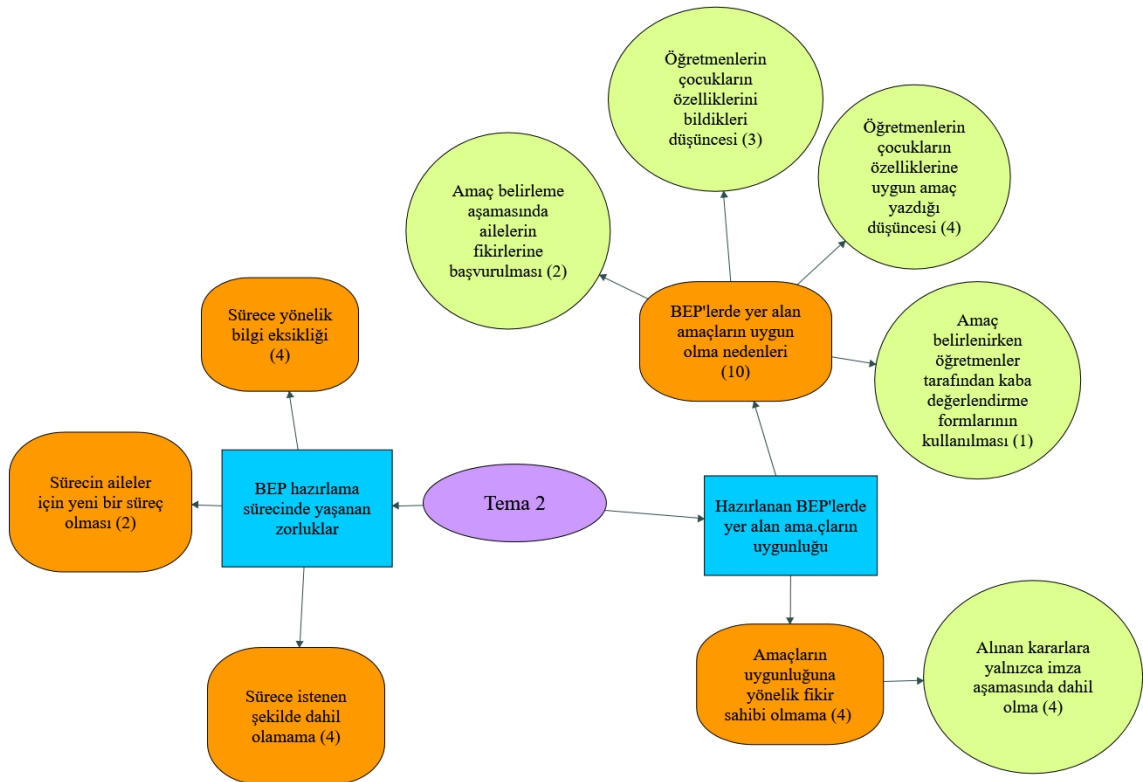 Öğretmenlerin
çocukların
özelliklerini
bildikleri
düşüncesi (3)
Öğretmenlerin
çocukların
özelliklerine
uygun amaç
yazdığı
düşüncesi (4)
Amaç belirleme
aşamasında
ailelerin
fikirlerine
başvurulması (2)
Sürece yönelik
bilgi eksikliği
(4)
BEP'lerde yer alan
amaçların uygun
olma nedenleri
(10)
Amaç
belirlenirken
öğretmenler
tarafından kaba
değerlendirme
formlarının
kullanılması (1)
Sürecin aileler
için yeni bir süreç
olması (2)
BEP hazırlama
sürecinde yaşanan
zorluklar
Tema 2
Hazırlanan BEP'lerde
yer alan ama.çların
uygunluğu
Sürece istenen
şekilde dahil
olamama (4)
Amaçların
uygunluğuna
yönelik fikir
sahibi olmama (4)
Alınan kararlara
yalnızca imza
aşamasında dahil
olma (4)